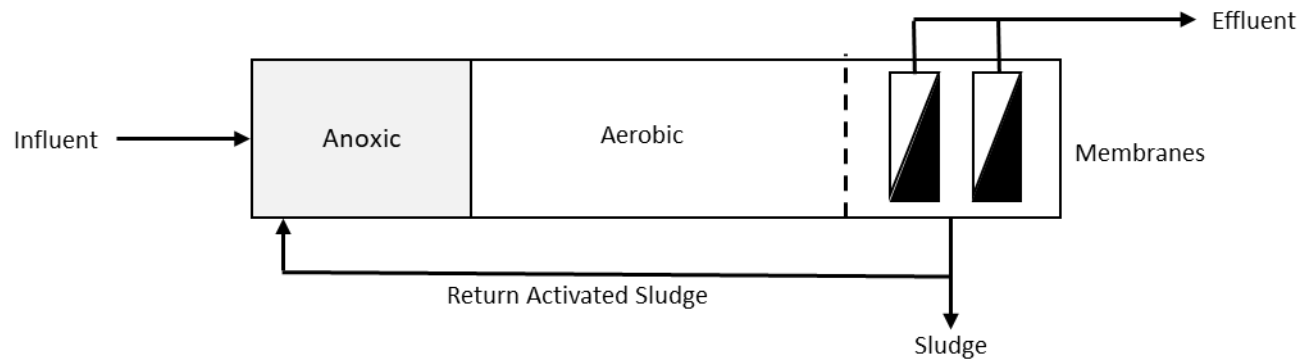 Effluent
Influent
Anoxic
Aerobic
Membranes
Return Activated Sludge
Sludge